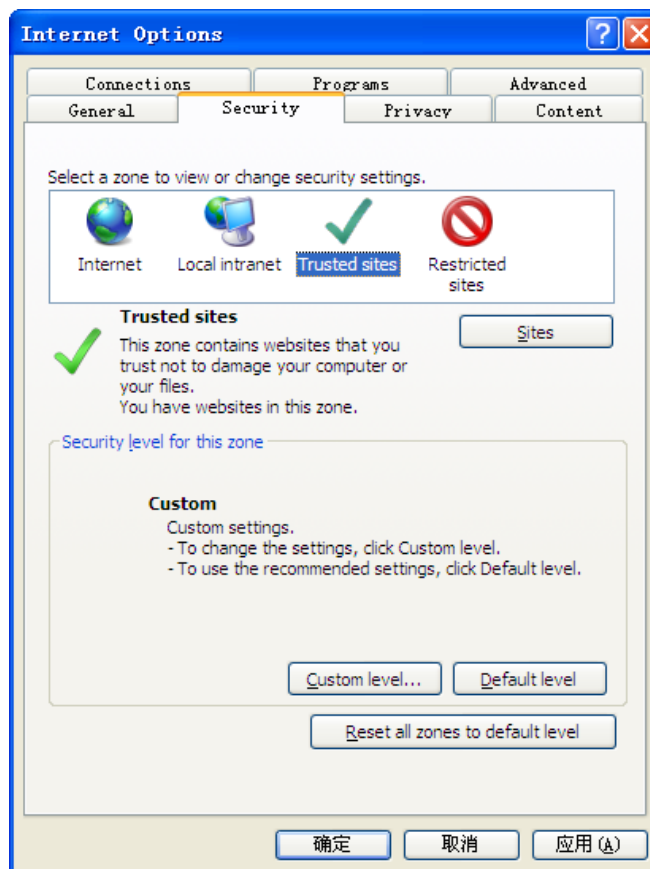 Internet Options
Connections Programs Advanced
General Security Privacy Content
Select a zone to view or change security settings.
Internet Local intranet Trusted sites Restricted
sites
Trusted sites
Sites
This zone contains websites that you
trust not to damage your computer or
your files.
You have websites in this zone.
Security level for this zone
Custom
Custom settings.
- To change the settings, click Custom level.
- To use the recommended settings, click Default level.
Custom level... Default level
Reset all zones to default level
确定 取消 应用(A)